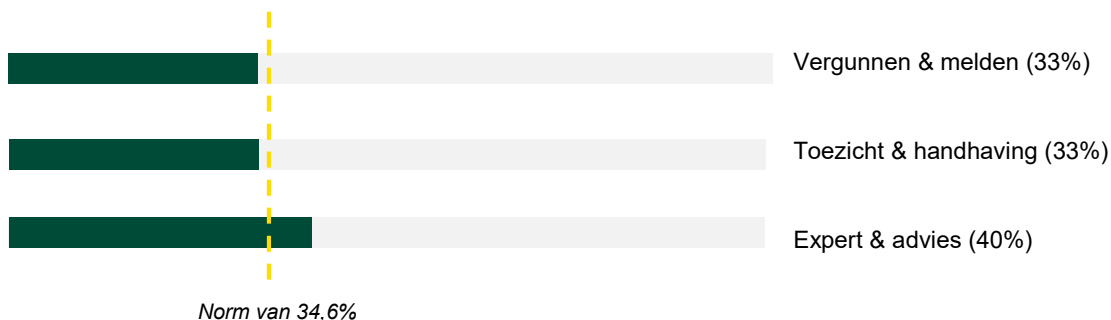 Vergunnen & melden (33%)
Toezicht & handhaving (33%)
Expert & advies (40%)
Norm van 34,6%